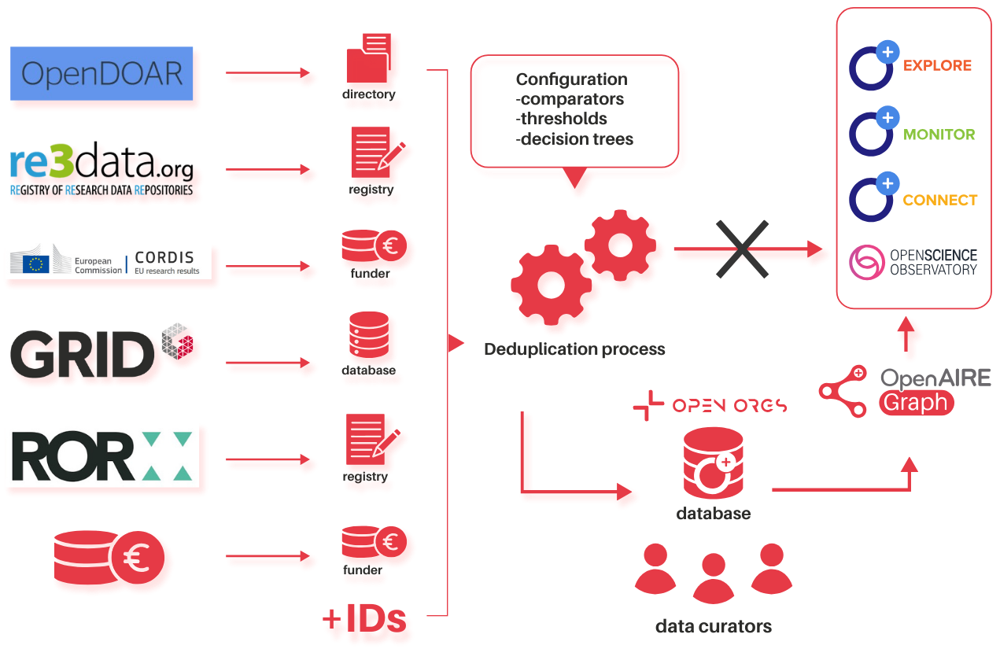 OpenDOAR
directory
re3data.org
REGISTRY OF RESEARCH DATA REPOSITORIES
registry
European
Commission
CORDIS
EU research results
€
funder
GRID
database
ROR
registry
€
€
funder
+IDs
Configuration
-comparators
-thresholds
-decision trees
Deduplication process
OPEN ORGS
database
data curators
EXPLORE
MONITOR
CONNECT
OPENSCIENCE
OBSERVATORY
OpenAIRE
Graph